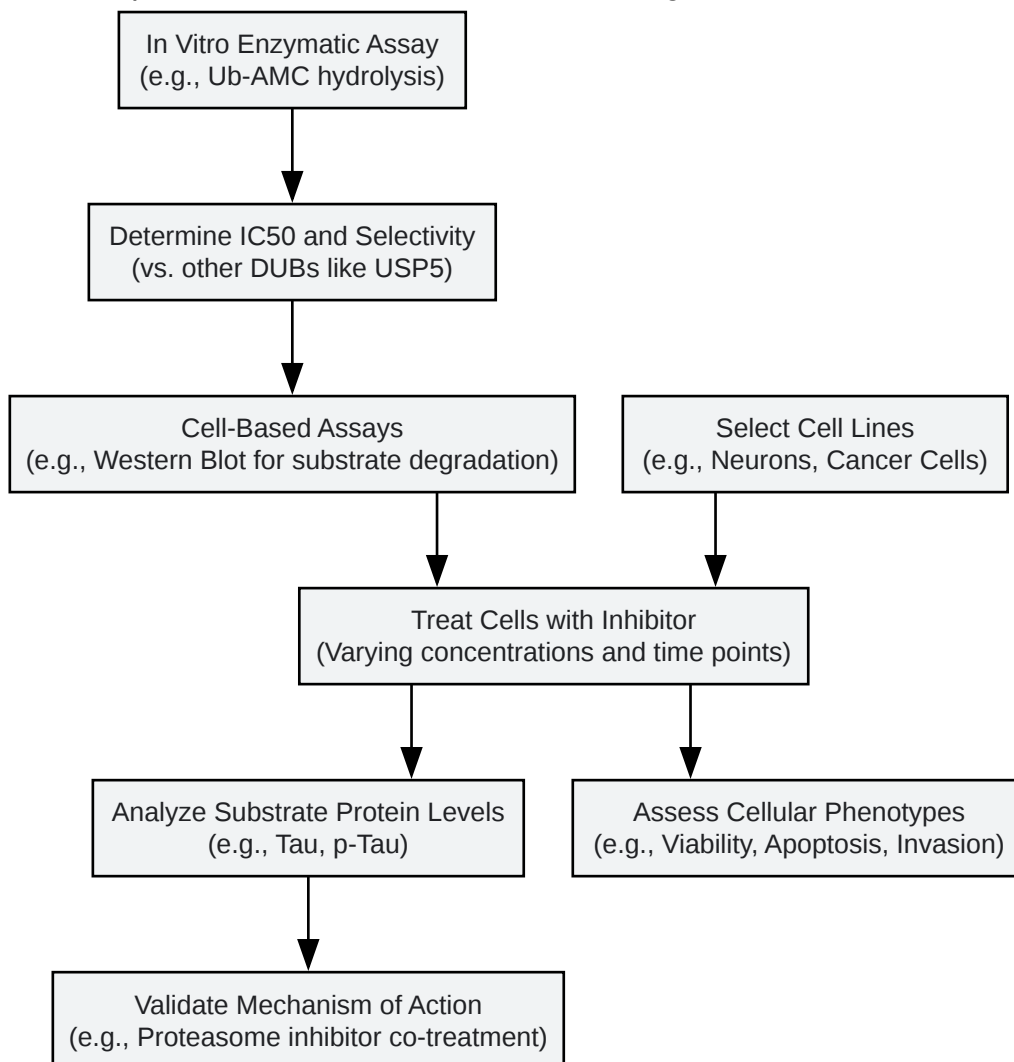 In Vitro Enzymatic Assay
(e.g., Ub-AMC hydrolysis)
Determine IC50 and Selectivity
(vs. other DUBs like USP5)
Cell-Based Assays
(e.g., Western Blot for substrate degradation)
Select Cell Lines
(e.g., Neurons, Cancer Cells)
Treat Cells with Inhibitor
(Varying concentrations and time points)
Analyze Substrate Protein Levels
(e.g., Tau, p-Tau)
Assess Cellular Phenotypes
(e.g., Viability, Apoptosis, Invasion)
Validate Mechanism of Action
(e.g., Proteasome inhibitor co-treatment)